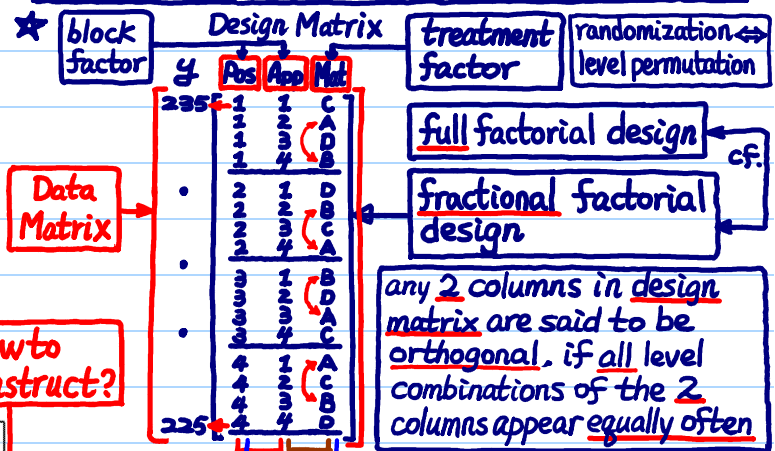 ★ block factor
Design Matrix
treatment factor
randomization ⇔ level permutation
y Pos App Mat
235 1 1 C
1 2 A
1 3 D
1 4 B
2 1 D
2 2 B
2 3 C
2 4 A
3 1 B
3 2 D
3 3 A
3 4 C
4 1 A
4 2 C
4 3 B
225 4 4 D
Data
Matrix
full factorial design
cf.
fractional factorial
design
any 2 columns in design
matrix are said to be
orthogonal, if all level
combinations of the 2
columns appear equally often
wto
nstruct?